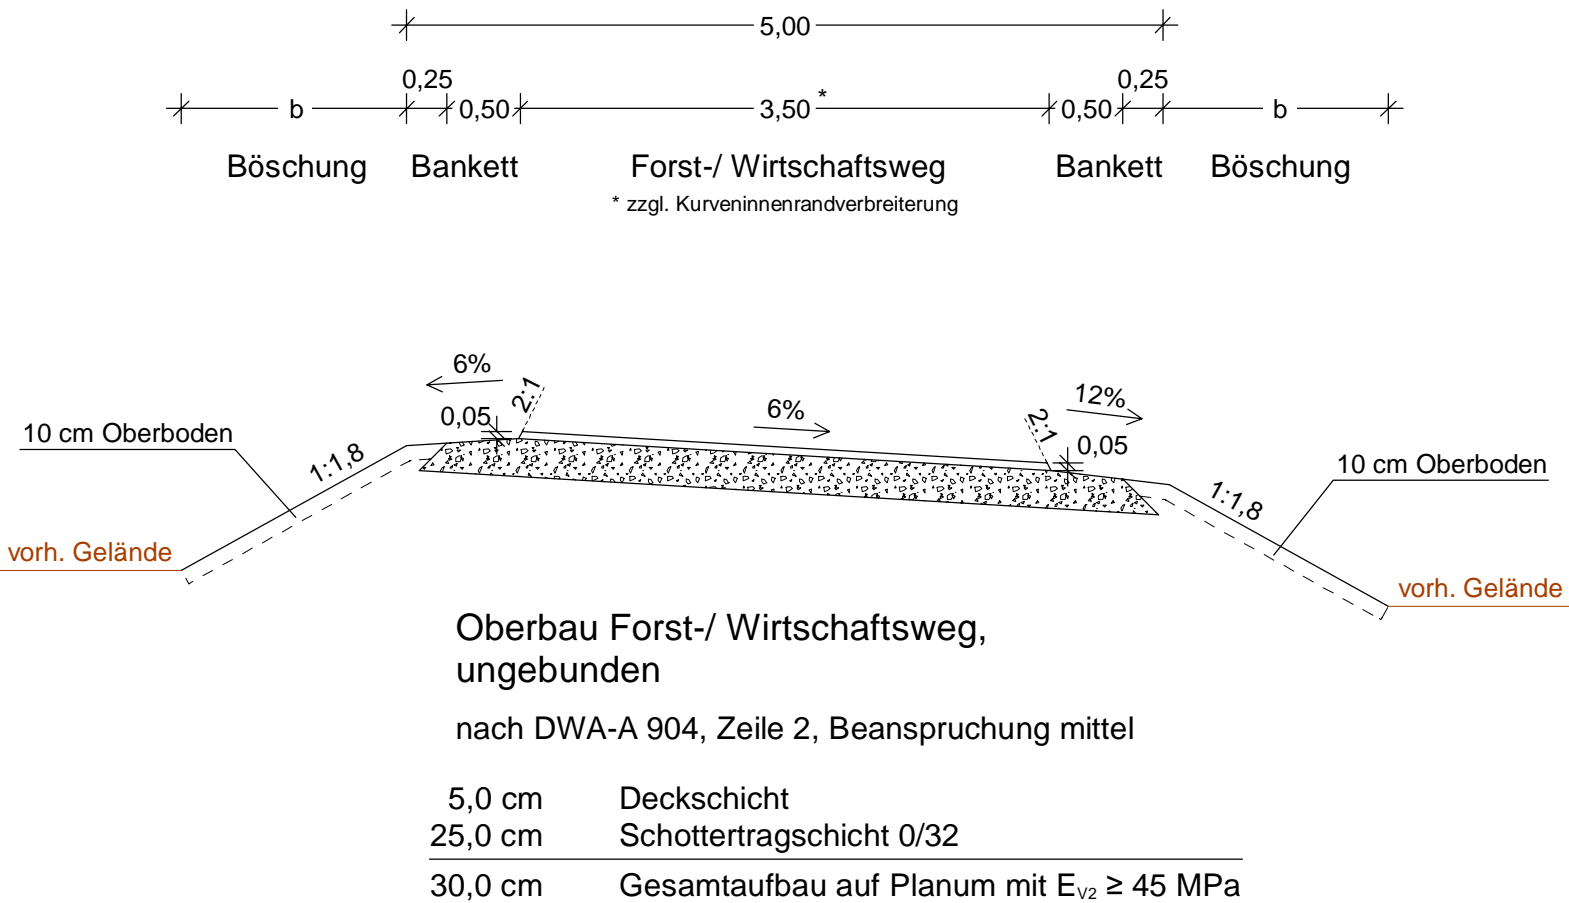 5,00
0,25 0,25
b 0,50 3,50 * 0,50 b
Böschung Bankett Forst-/ Wirtschaftsweg Bankett Böschung
* zzgl. Kurveninnenrandverbreiterung
6% 2:1 6% 2:1 12%
0,05 0,05
10 cm Oberboden 1:1,8 1:1,8 10 cm Oberboden
vorh. Gelände vorh. Gelände
Oberbau Forst-/ Wirtschaftsweg,
ungebunden
nach DWA-A 904, Zeile 2, Beanspruchung mittel
5,0 cm Deckschicht
25,0 cm Schottertragschicht 0/32
30,0 cm Gesamtaufbau auf Planum mit EV2 ≥ 45 MPa